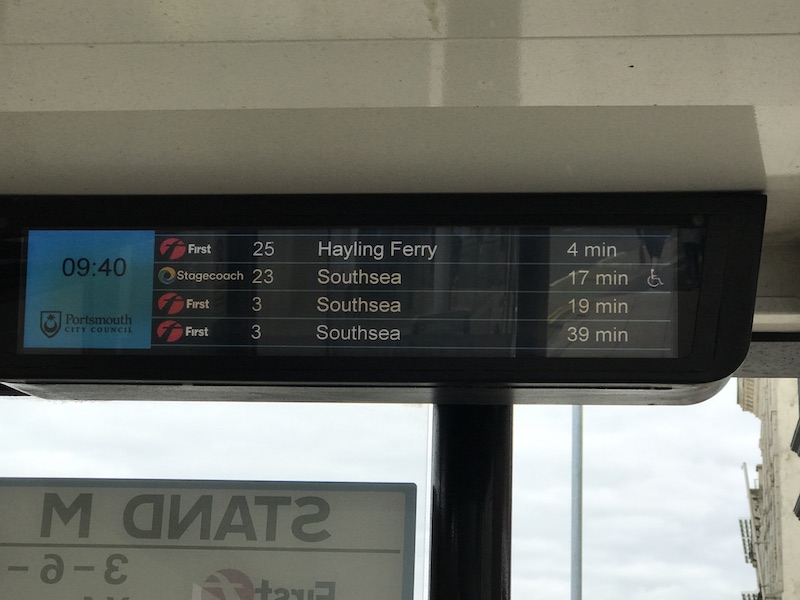 09:40
Portsmouth
CITY COUNCIL
First 25 Hayling Ferry 4 min
Stagecoach 23 Southsea 17 min
First 3 Southsea 19 min
First 3 Southsea 39 min
STAND M
3-6-
First